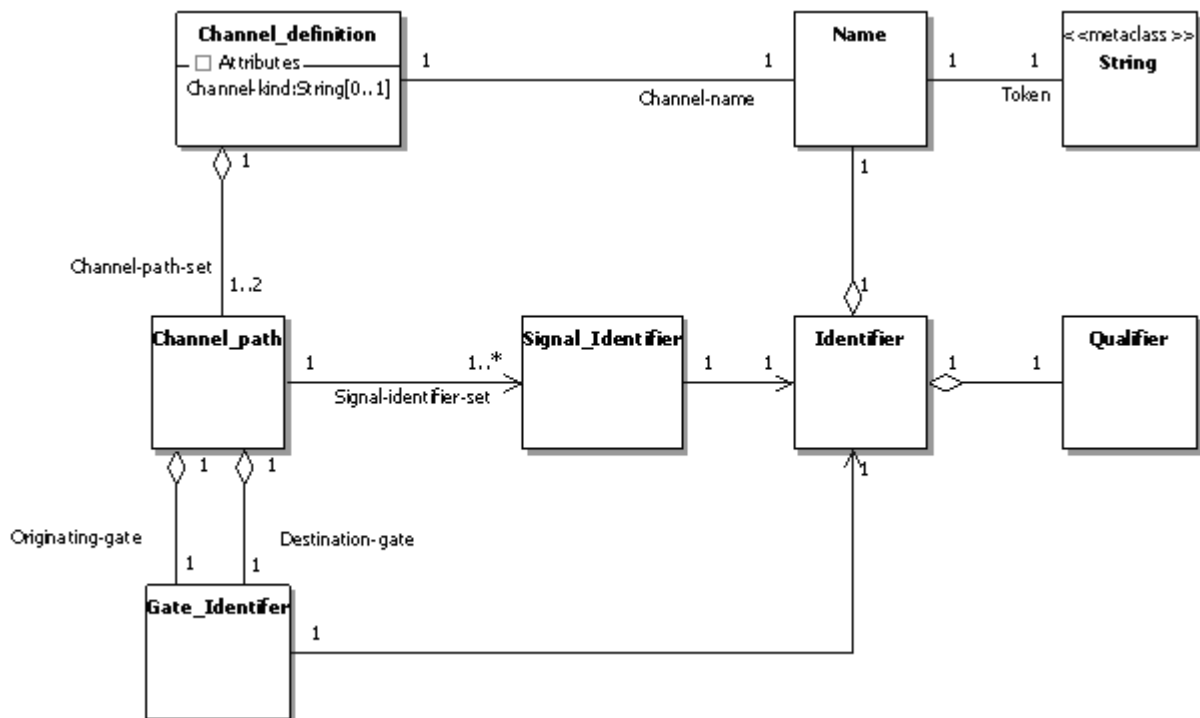 Channel_definition
Attributes
Channel-kind:String[0..1]
1
1
Channel-name
Name
1
1
Token
<<metaclass>>
String
1
1
Channel-path-set
1..2
1
Channel_path
1
1..*
Signal-identifier-set
Signal_Identifier
1
1
Identifier
1
1
Qualifier
1
1
1
Originating-gate
Destination-gate
1
1
Gate_Identifer
1